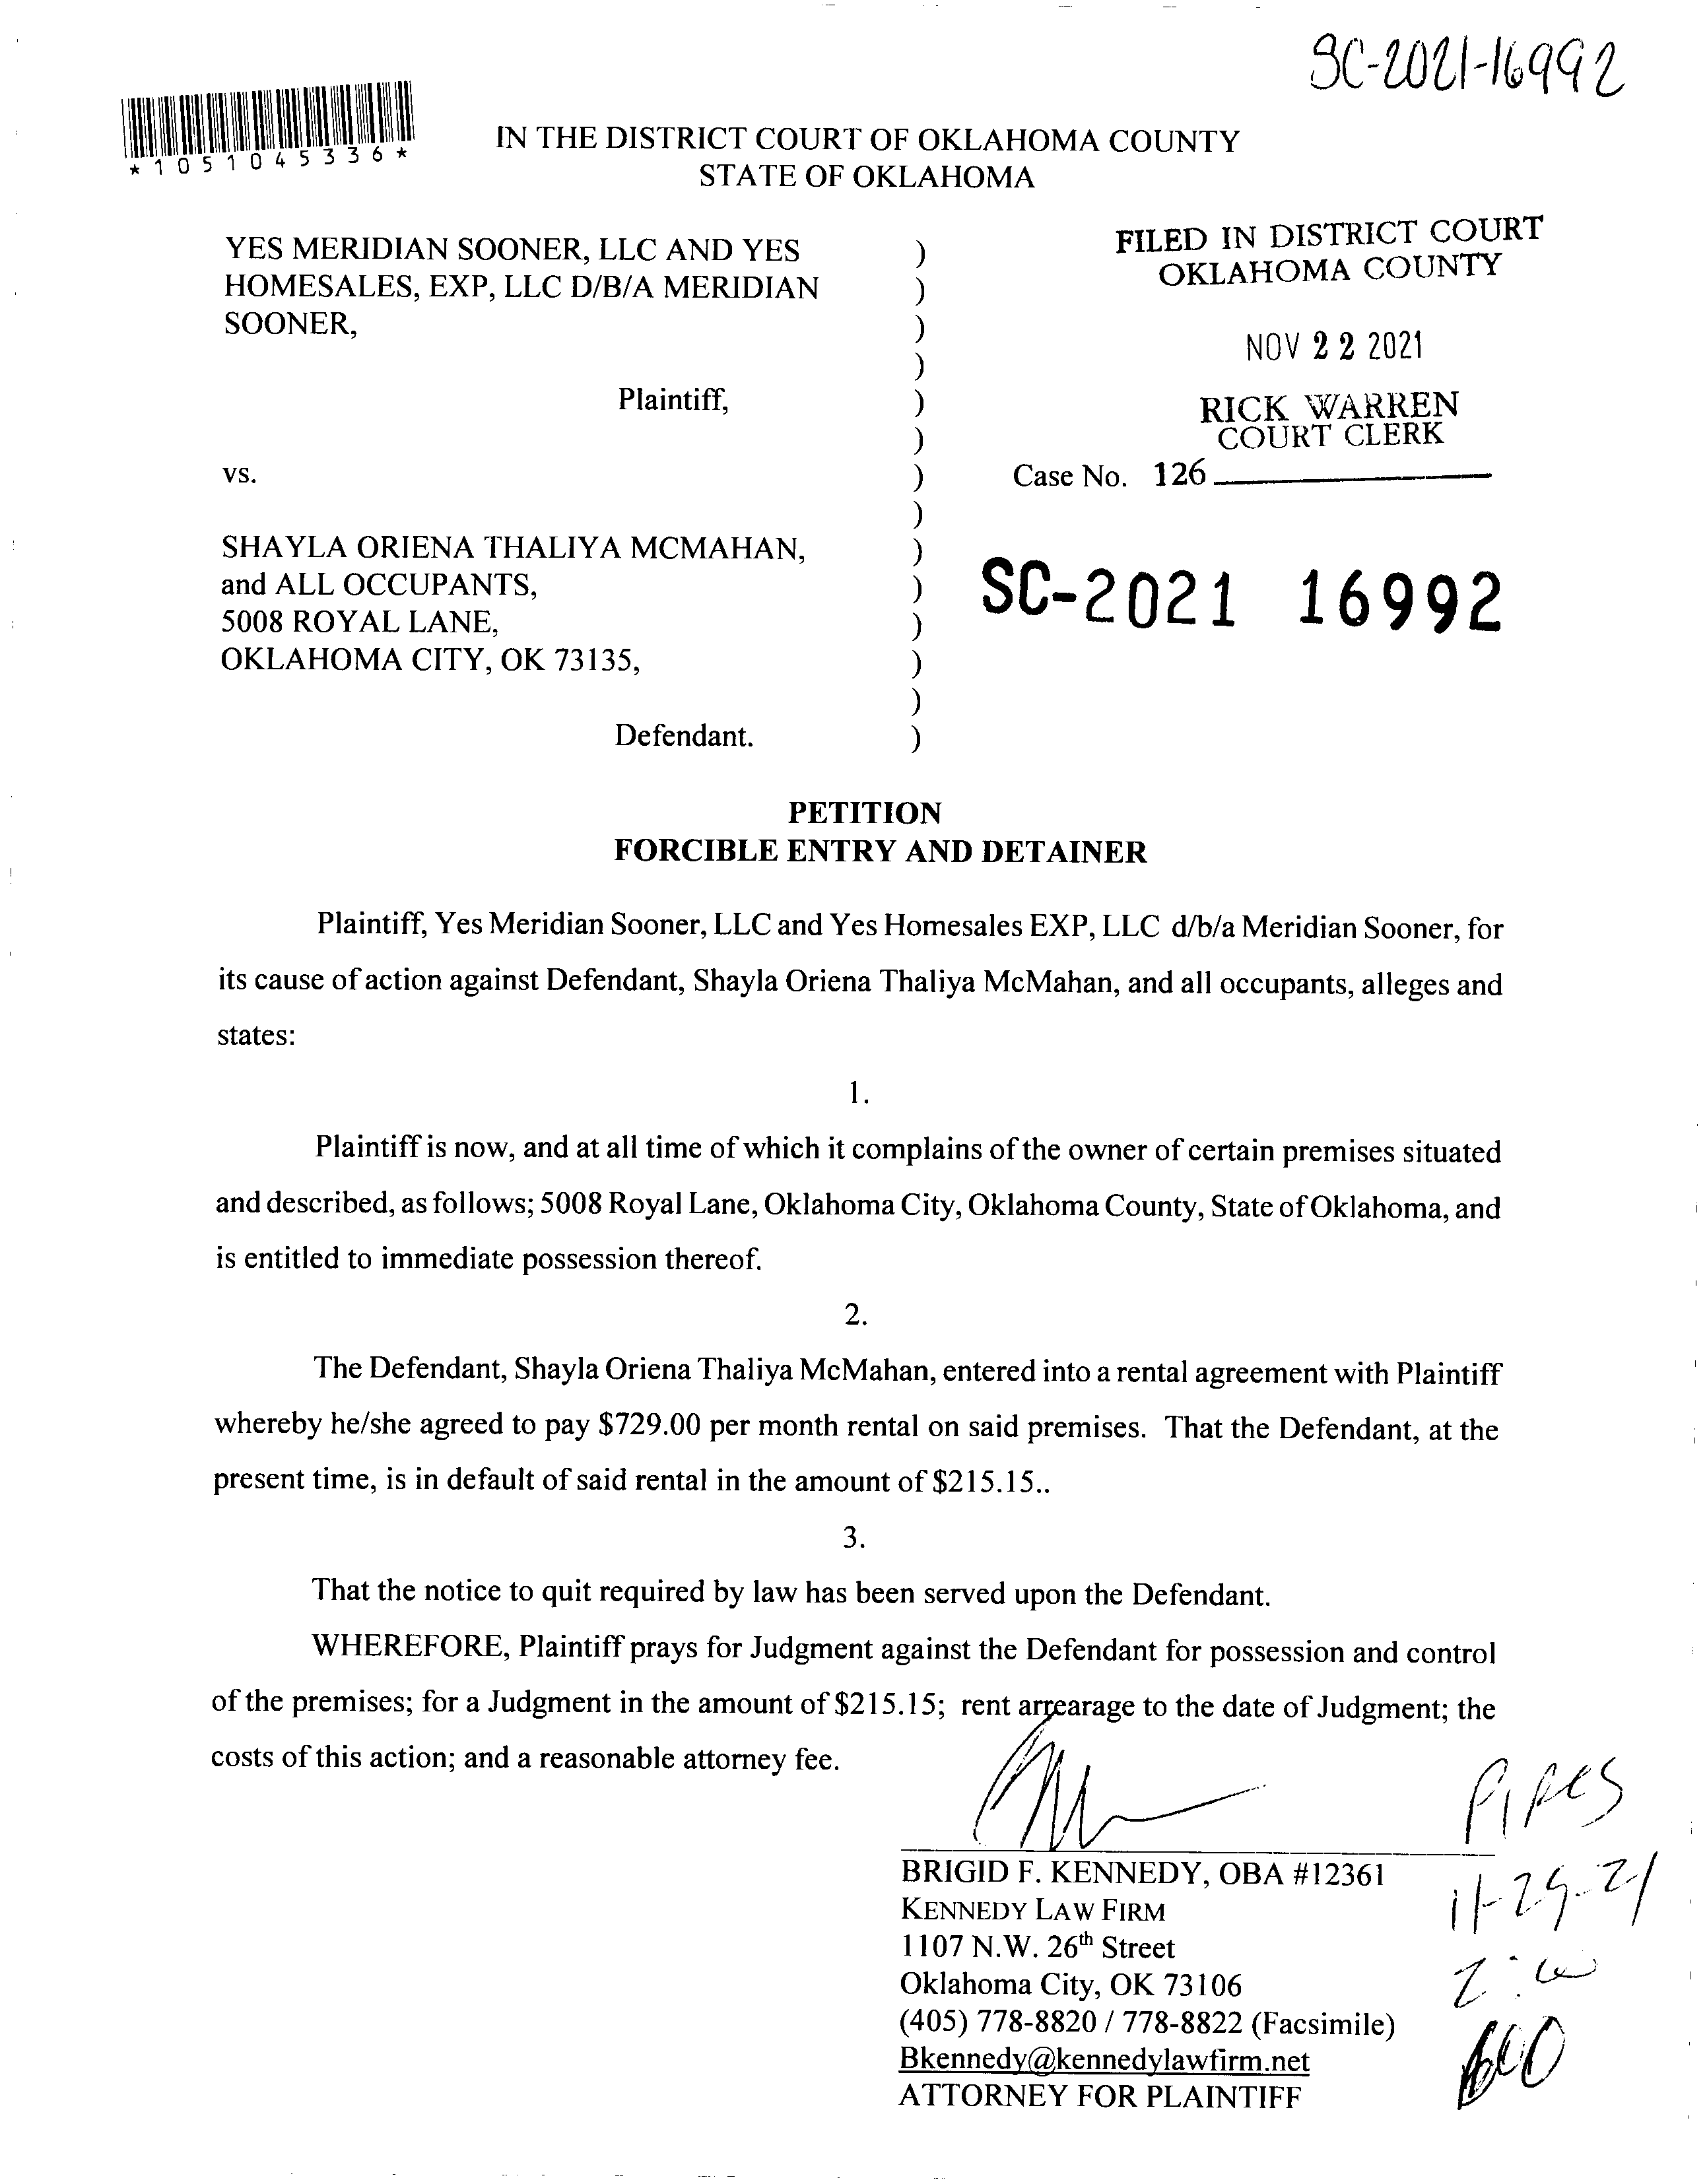 SC-2021-16992
*1051045336*
IN THE DISTRICT COURT OF OKLAHOMA COUNTY
STATE OF OKLAHOMA
YES MERIDIAN SOONER, LLC AND YES
HOMESALES, EXP, LLC D/B/A MERIDIAN
SOONER,
Plaintiff,
vs.
SHAYLA ORIENA THALIYA MCMAHAN,
and ALL OCCUPANTS,
5008 ROYAL LANE,
OKLAHOMA CITY, OK 73135,
Defendant.
)
)
)
)
)
)
)
)
)
)
)
)
)
)
FILED IN DISTRICT COURT
OKLAHOMA COUNTY
NOV 22 2021
RICK WARREN
COURT CLERK
Case No. 126
SC-2021 16992
PETITION
FORCIBLE ENTRY AND DETAINER
Plaintiff, Yes Meridian Sooner, LLC and Yes Homesales EXP, LLC d/b/a Meridian Sooner, for
its cause of action against Defendant, Shayla Oriena Thaliya McMahan, and all occupants, alleges and
states:
1.
Plaintiff is now, and at all time of which it complains of the owner of certain premises situated
and described, as follows; 5008 Royal Lane, Oklahoma City, Oklahoma County, State of Oklahoma, and
is entitled to immediate possession thereof.
2.
The Defendant, Shayla Oriena Thaliya McMahan, entered into a rental agreement with Plaintiff
whereby he/she agreed to pay $729.00 per month rental on said premises. That the Defendant, at the
present time, is in default of said rental in the amount of $215.15..
3.
That the notice to quit required by law has been served upon the Defendant.
WHEREFORE, Plaintiff prays for Judgment against the Defendant for possession and control
of the premises; for a Judgment in the amount of $215.15; rent arrearage to the date of Judgment; the
costs of this action; and a reasonable attorney fee.
BRIGID F. KENNEDY, OBA #12361
KENNEDY LAW FIRM
1107 N.W. 26th Street
Oklahoma City, OK 73106
(405) 778-8820 / 778-8822 (Facsimile)
Bkennedy@kennedylawfirm.net
ATTORNEY FOR PLAINTIFF
Pipes
11-29-21
2:00